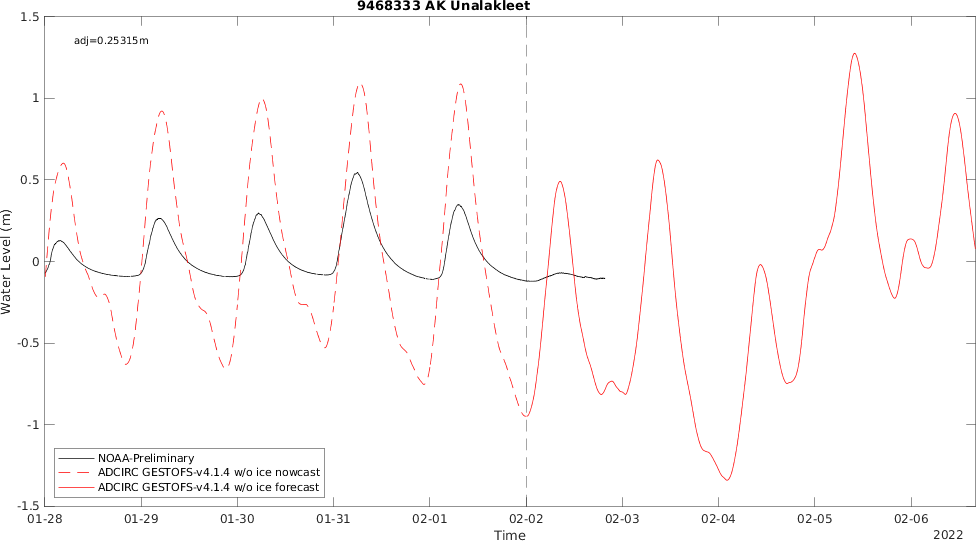 9468333 AK Unalakleet
adj=0.25315m
Water Level (m)
1.5
1
0.5
0
-0.5
-1
-1.5
NOAA-Preliminary
ADCIRC GESTOFS-v4.1.4 w/o ice nowcast
ADCIRC GESTOFS-v4.1.4 w/o ice forecast
01-28 01-29 01-30 01-31 02-01 02-02 02-03 02-04 02-05 02-06
Time
2022